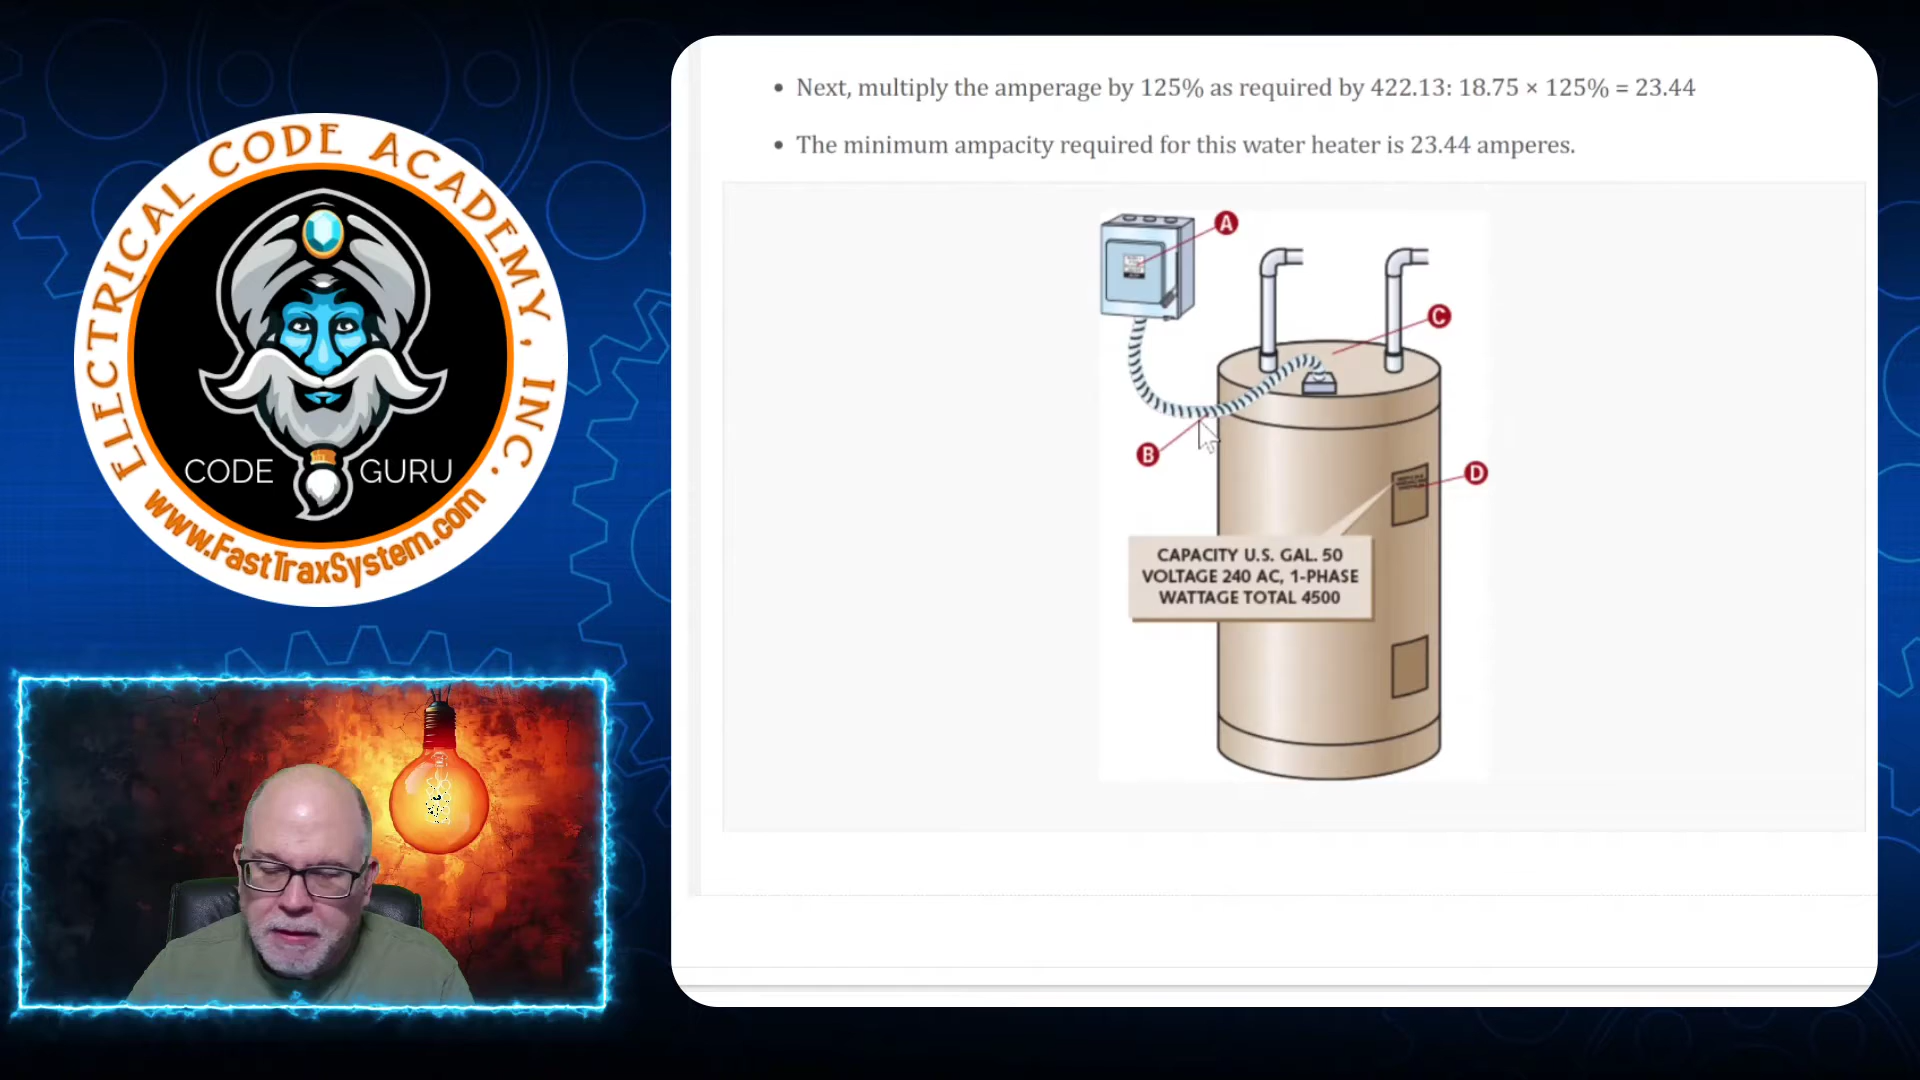 ELECTRICAL CODE ACADEMY, INC.
CODE GURU
www.FastTraxSystem.com
• Next, multiply the amperage by 125% as required by 422.13: 18.75 × 125% = 23.44
• The minimum ampacity required for this water heater is 23.44 amperes.
A
C
B
D
CAPACITY U.S. GAL. 50
VOLTAGE 240 AC, 1-PHASE
WATTAGE TOTAL 4500